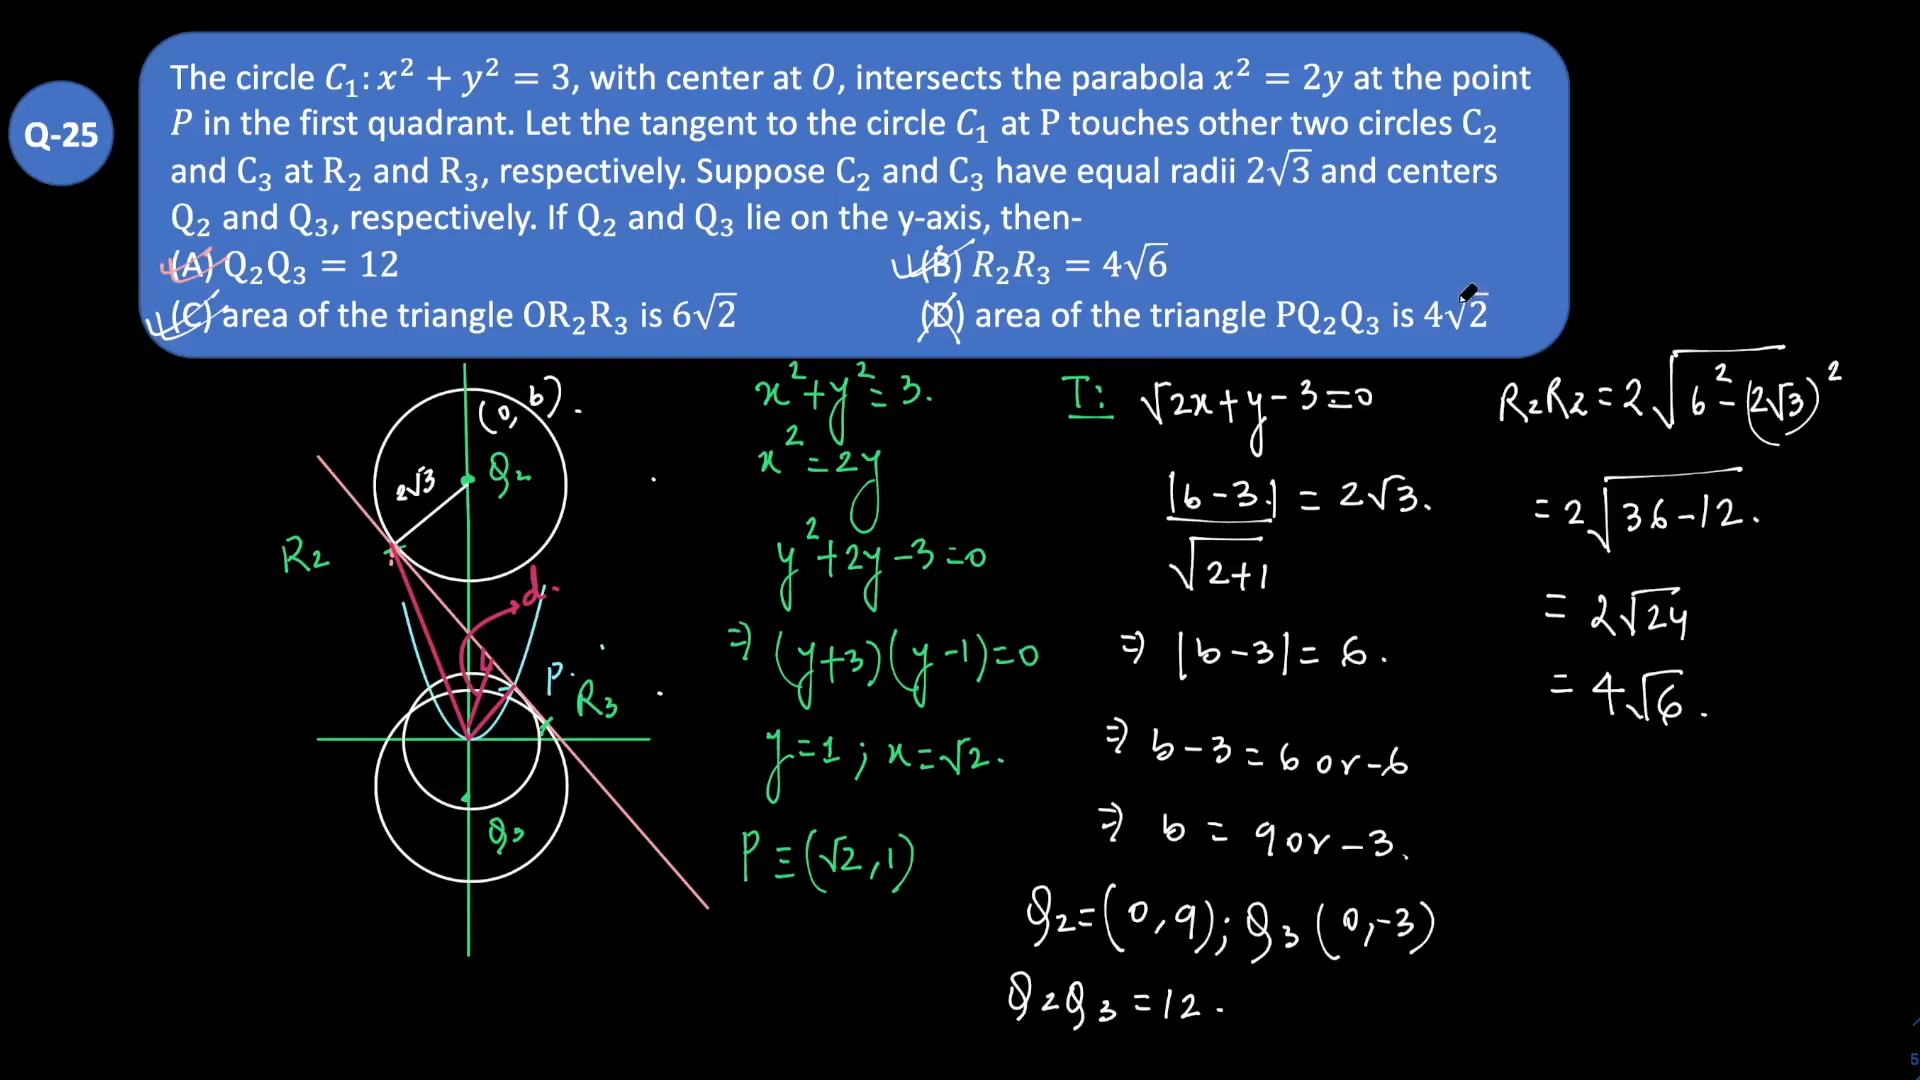 Q-25
The circle C₁: x² + y² = 3, with center at O, intersects the parabola x² = 2y at the point
P in the first quadrant. Let the tangent to the circle C₁ at P touches other two circles C₂
and C₃ at R₂ and R₃, respectively. Suppose C₂ and C₃ have equal radii 2√3 and centers
Q₂ and Q₃, respectively. If Q₂ and Q₃ lie on the y-axis, then-
(A) Q₂Q₃ = 12
(B) R₂R₃ = 4√6
(C) area of the triangle OR₂R₃ is 6√2
(D) area of the triangle PQ₂Q₃ is 4√2
(0, b).
Q₂
2√3
R₂
d.
P.
R₃
Q₃
x²+y²=3.
x²=2y
y²+2y-3=0
⇒ (y+3)(y-1)=0
y=1; x=√2.
P≡(√2,1)
T: √2x+y-3=0
|b-3.|/√2+1 = 2√3.
⇒ |b-3|=6.
⇒ b-3=6 or-6
⇒ b = 9 or -3.
Q₂=(0,9); Q₃(0,-3)
Q₂Q₃=12.
R₂R₂=2√6²-(2√3)²
=2√36-12.
= 2√24
= 4√6.
5